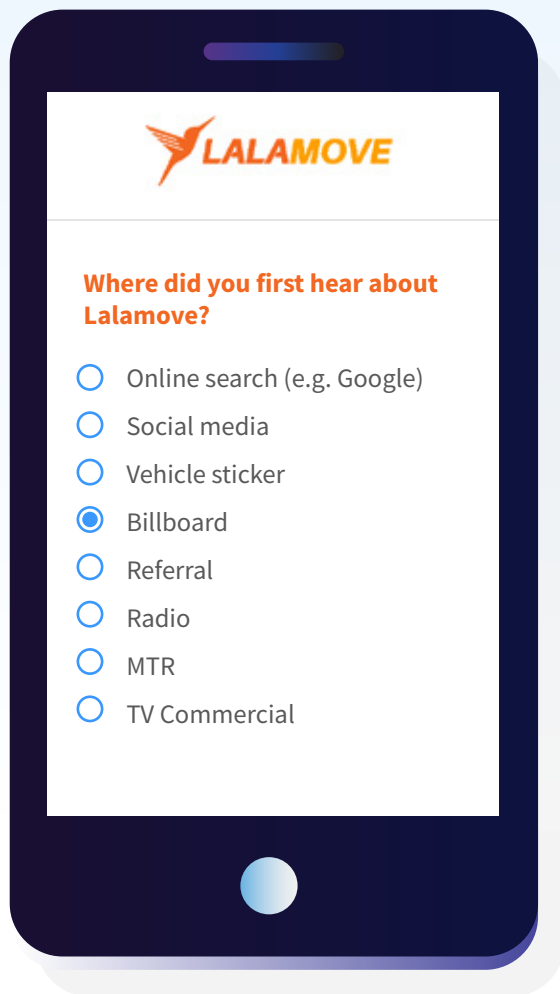 LALAMOVE
Where did you first hear about
Lalamove?
Online search (e.g. Google)
Social media
Vehicle sticker
Billboard
Referral
Radio
MTR
TV Commercial